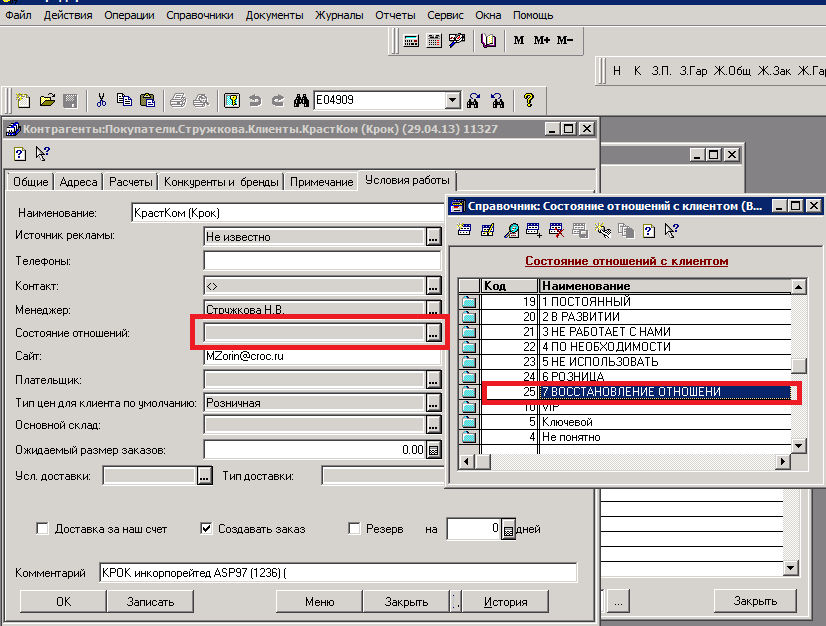 Файл Действия Операции Справочники Документы Журналы Отчеты Сервис Окна Помощь
М М+ М-
Н К З.П. З.Гар Ж.Общ Ж.Зак Ж.Гар
Е04909
Контрагенты:Покупатели.Стружкова.Клиенты.КрастКом (Крок) (29.04.13) 11327
Общие Адреса Расчеты Конкуренты и бренды Примечание Условия работы
Наименование: КрастКом (Крок)
Источник рекламы: Не известно ...
Телефоны:
Контакт: <> ...
Менеджер: Стружкова Н.В. ...
Состояние отношений: ...
Сайт: MZorin@croc.ru
Плательщик: ...
Тип цен для клиента по умолчанию: Розничная ...
Основной склад: ...
Ожидаемый размер заказов: 0.00
Усл. доставки: ... Тип доставки:
Доставка за наш счет Создавать заказ Резерв на 0 дней
Комментарий КРОК инкорпорейтед ASP97 (1236) (
OK Записать Меню Закрыть История
Справочник: Состояние отношений с клиентом (В...
Состояние отношений с клиентом
Код Наименование
19 1 ПОСТОЯННЫЙ
20 2 В РАЗВИТИИ
21 3 НЕ РАБОТАЕТ С НАМИ
22 4 ПО НЕОБХОДИМОСТИ
23 5 НЕ ИСПОЛЬЗОВАТЬ
24 6 РОЗНИЦА
25 7 ВОССТАНОВЛЕНИЕ ОТНОШЕНИ
10 VIP
5 Ключевой
4 Не понятно
... Закрыть